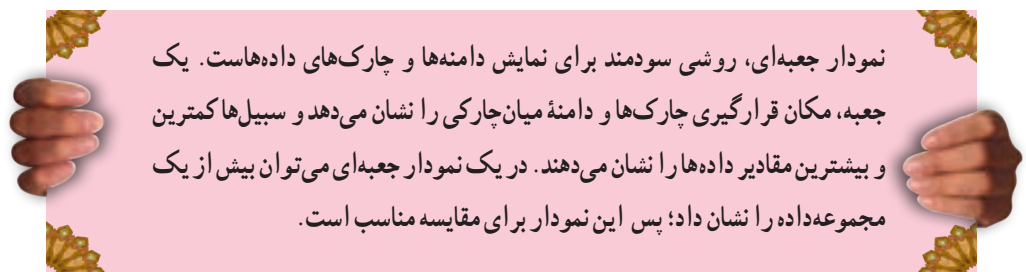 نمودار جعبه‌ای، روشی سودمند برای نمایش دامنه‌ها و چارک‌های داده‌هاست. یک
جعبه، مکان قرارگیری چارک‌ها و دامنهٔ میان‌چارکی را نشان می‌دهد و سبیل‌ها کمترین
و بیشترین مقادیر داده‌ها را نشان می‌دهند. در یک نمودار جعبه‌ای می‌توان بیش از یک
مجموعه‌داده را نشان داد؛ پس این نمودار برای مقایسه مناسب است.